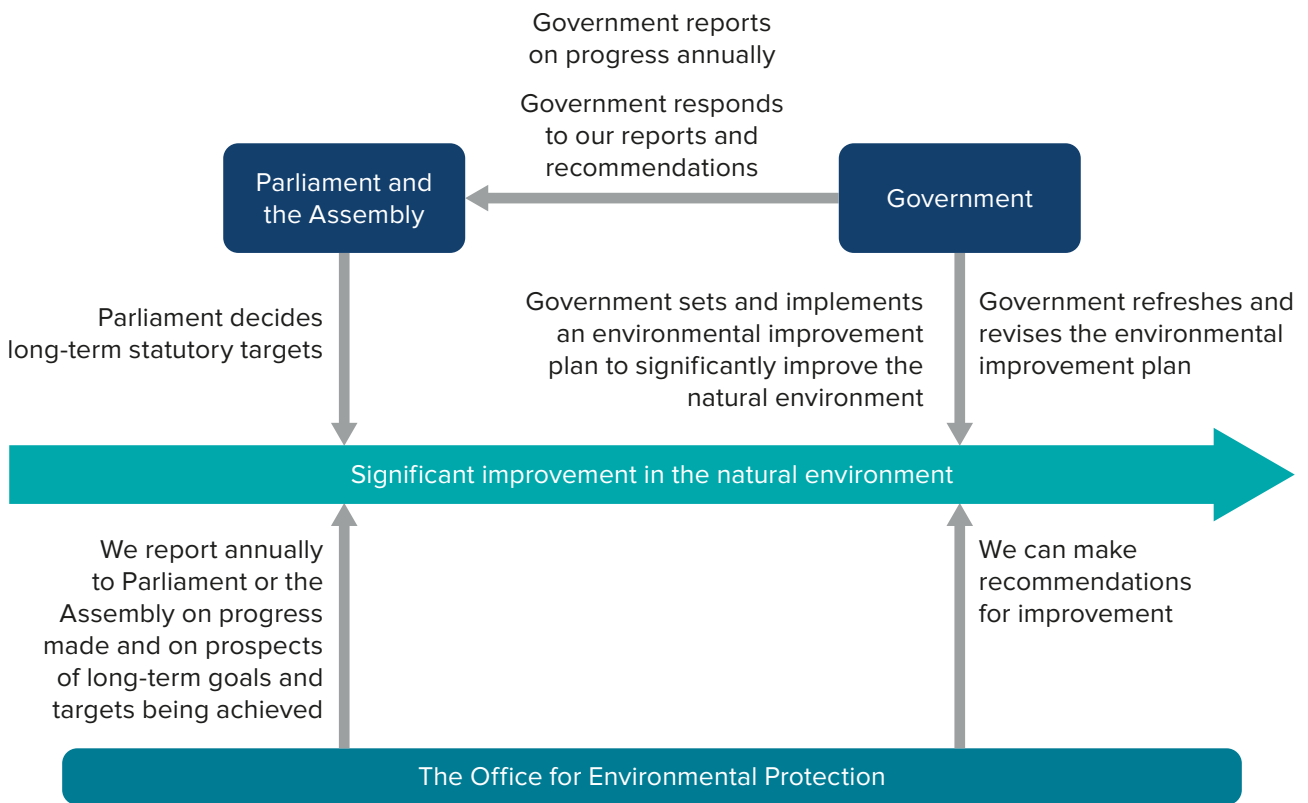 Government reports
on progress annually
Government responds
to our reports and
recommendations
Parliament and
the Assembly
Government
Parliament decides
long-term statutory targets
Government sets and implements
an environmental improvement
plan to significantly improve the
natural environment
Government refreshes and
revises the environmental
improvement plan
Significant improvement in the natural environment
We report annually
to Parliament or the
Assembly on progress
made and on prospects
of long-term goals and
targets being achieved
We can make
recommendations
for improvement
The Office for Environmental Protection